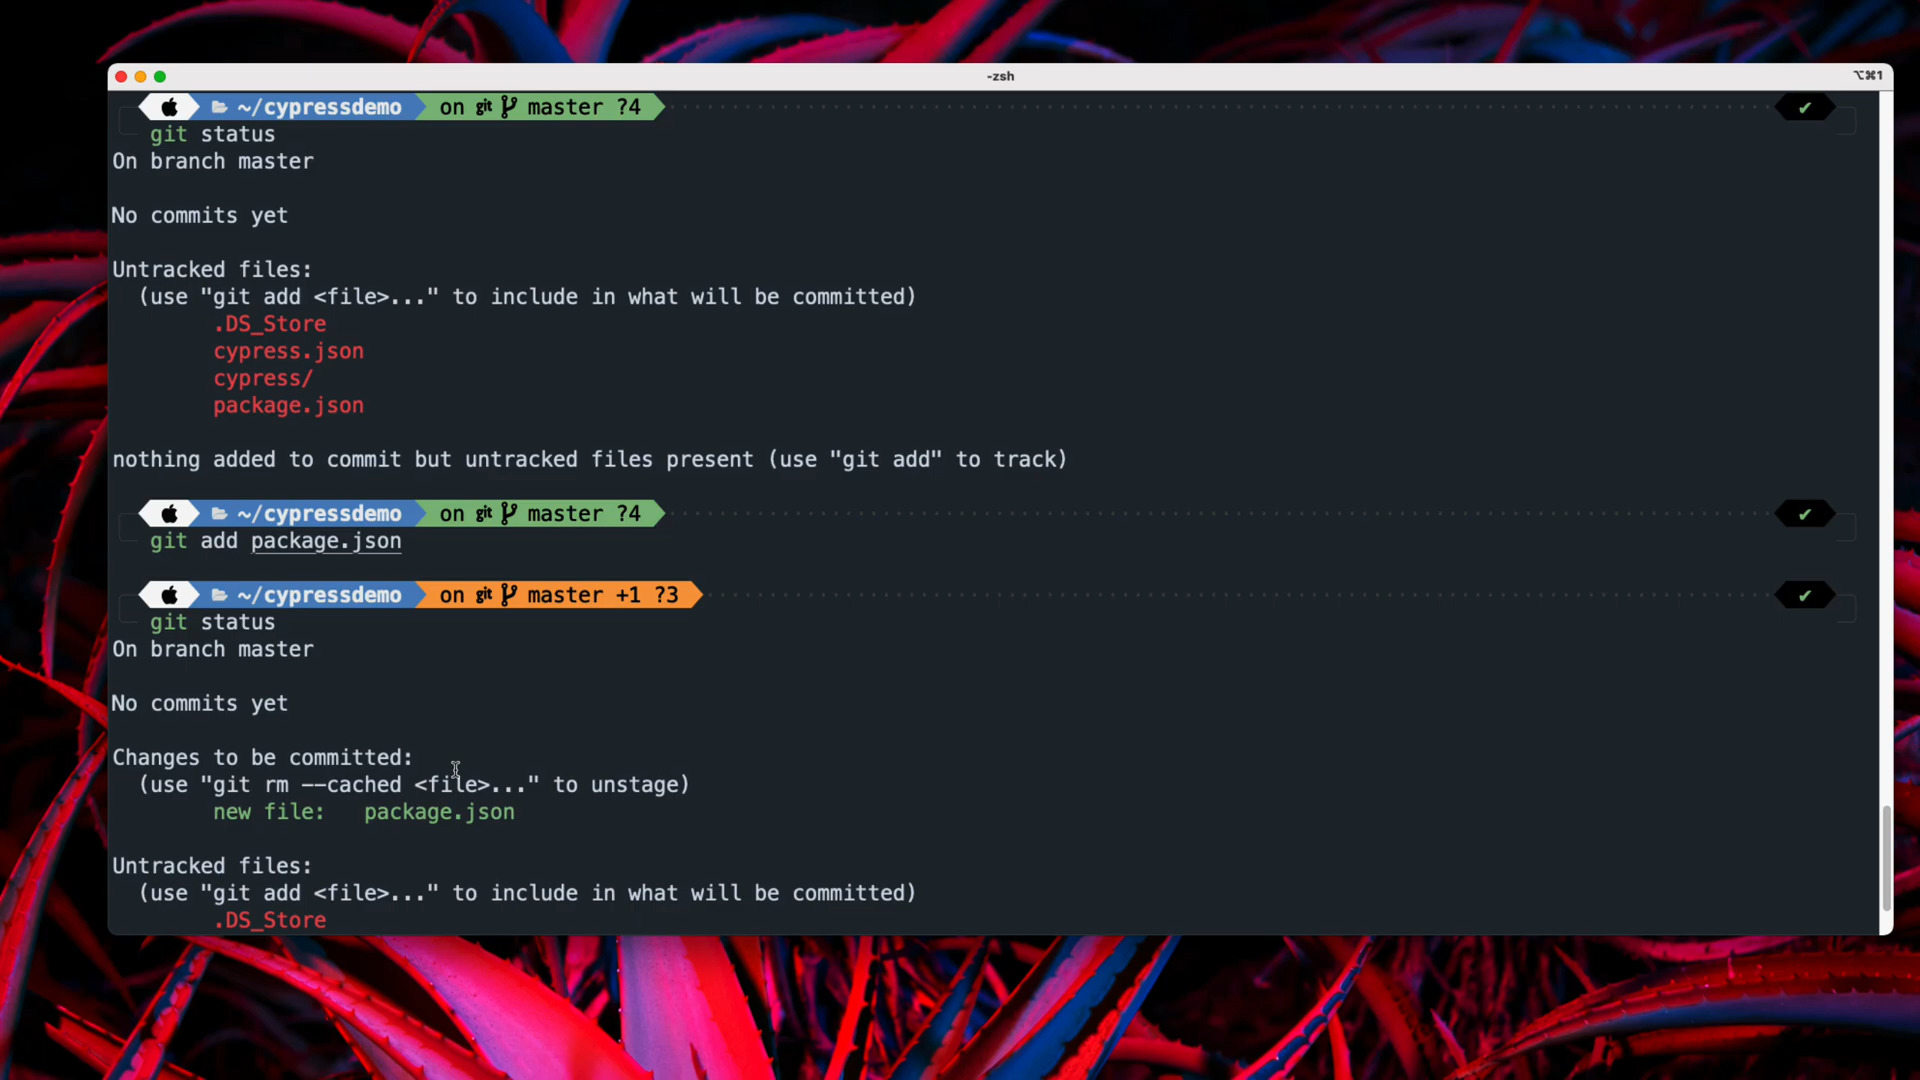 -zsh
⌥⌘1
~/cypressdemo on git master ?4 ✔
git status
On branch master
No commits yet
Untracked files:
(use "git add <file>..." to include in what will be committed)
.DS_Store
cypress.json
cypress/
package.json
nothing added to commit but untracked files present (use "git add" to track)
~/cypressdemo on git master ?4 ✔
git add package.json
~/cypressdemo on git master +1 ?3 ✔
git status
On branch master
No commits yet
Changes to be committed:
(use "git rm --cached <file>..." to unstage)
new file:   package.json
Untracked files:
(use "git add <file>..." to include in what will be committed)
.DS_Store